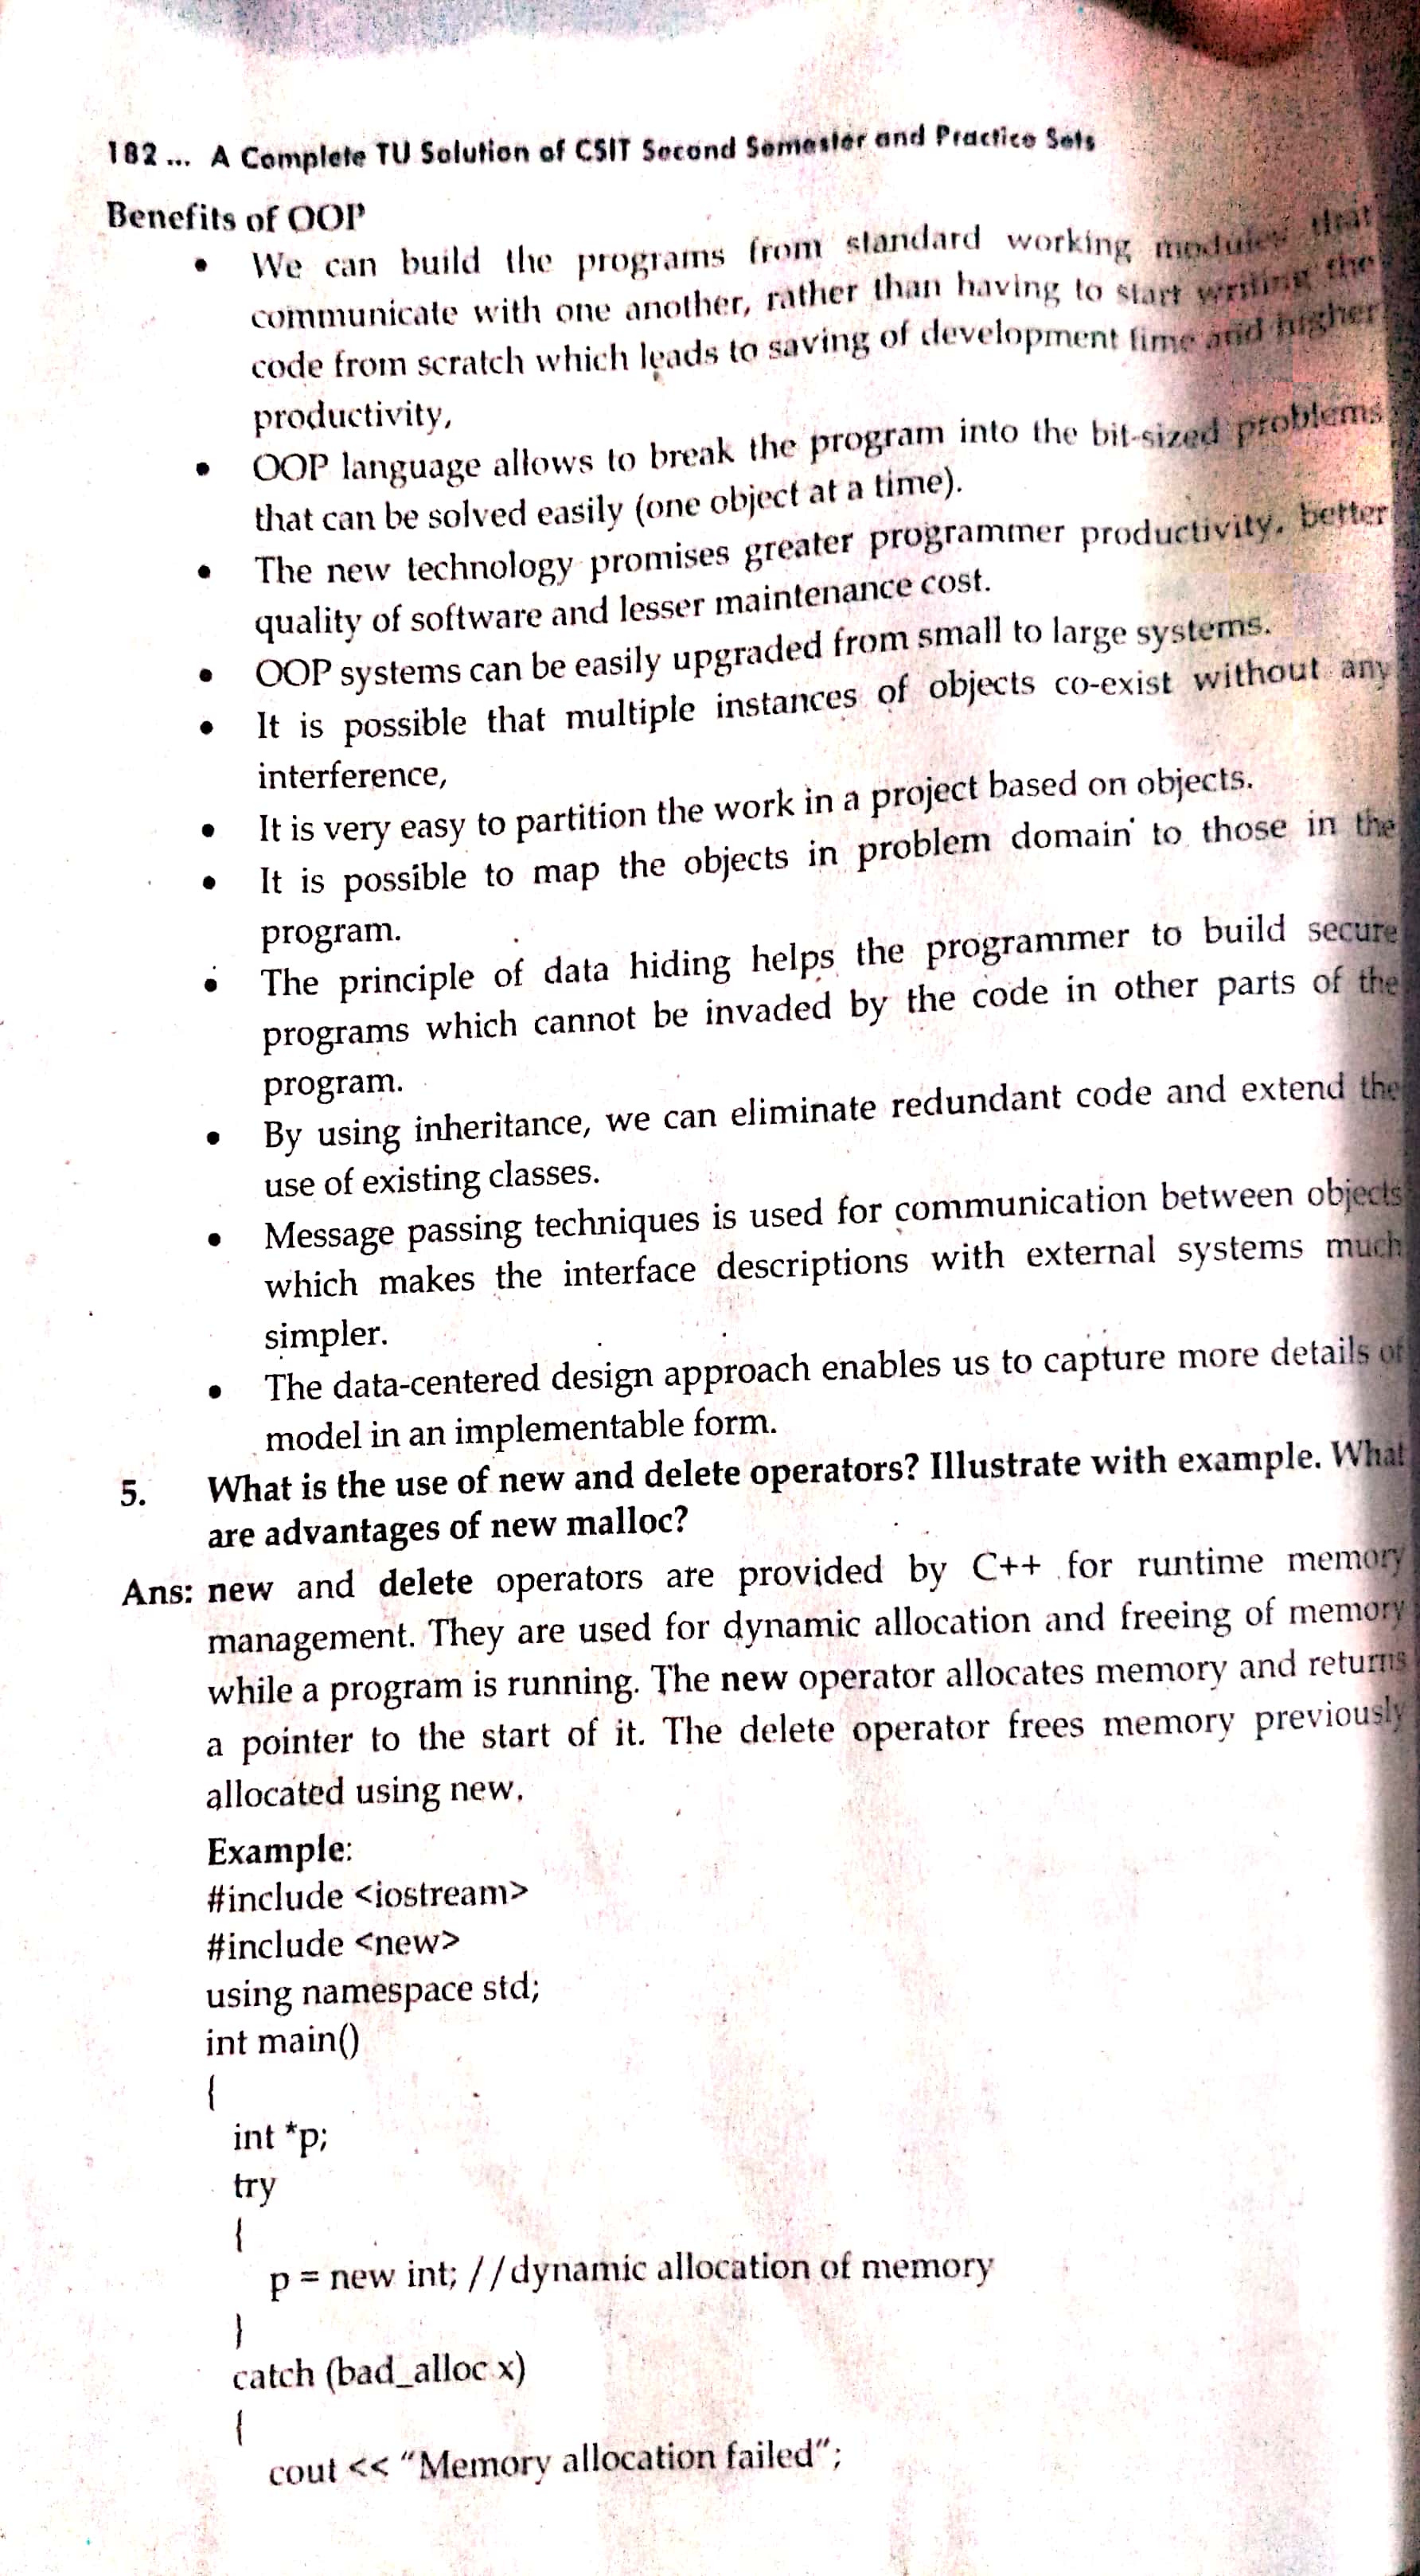 182 ... A Complete TU Solution of CSIT Second Semester and Practice Sets
Benefits of OOP
• We can build the programs from standard working modules that
communicate with one another, rather than having to start writing the
code from scratch which leads to saving of development time and higher
productivity,
• OOP language allows to break the program into the bit-sized problems
that can be solved easily (one object at a time).
• The new technology promises greater programmer productivity, better
quality of software and lesser maintenance cost.
• OOP systems can be easily upgraded from small to large systems.
• It is possible that multiple instances of objects co-exist without any
interference,
• It is very easy to partition the work in a project based on objects.
• It is possible to map the objects in problem domain to those in the
program.
• The principle of data hiding helps the programmer to build secure
programs which cannot be invaded by the code in other parts of the
program.
• By using inheritance, we can eliminate redundant code and extend the
use of existing classes.
• Message passing techniques is used for communication between objects
which makes the interface descriptions with external systems much
simpler.
• The data-centered design approach enables us to capture more details of
model in an implementable form.
5. What is the use of new and delete operators? Illustrate with example. What
are advantages of new malloc?
Ans: new and delete operators are provided by C++ for runtime memory
management. They are used for dynamic allocation and freeing of memory
while a program is running. The new operator allocates memory and returns
a pointer to the start of it. The delete operator frees memory previously
allocated using new.
Example:
#include <iostream>
#include <new>
using namespace std;
int main()
{
int *p;
try
{
p = new int; //dynamic allocation of memory
}
catch (bad_alloc x)
{
cout << "Memory allocation failed";